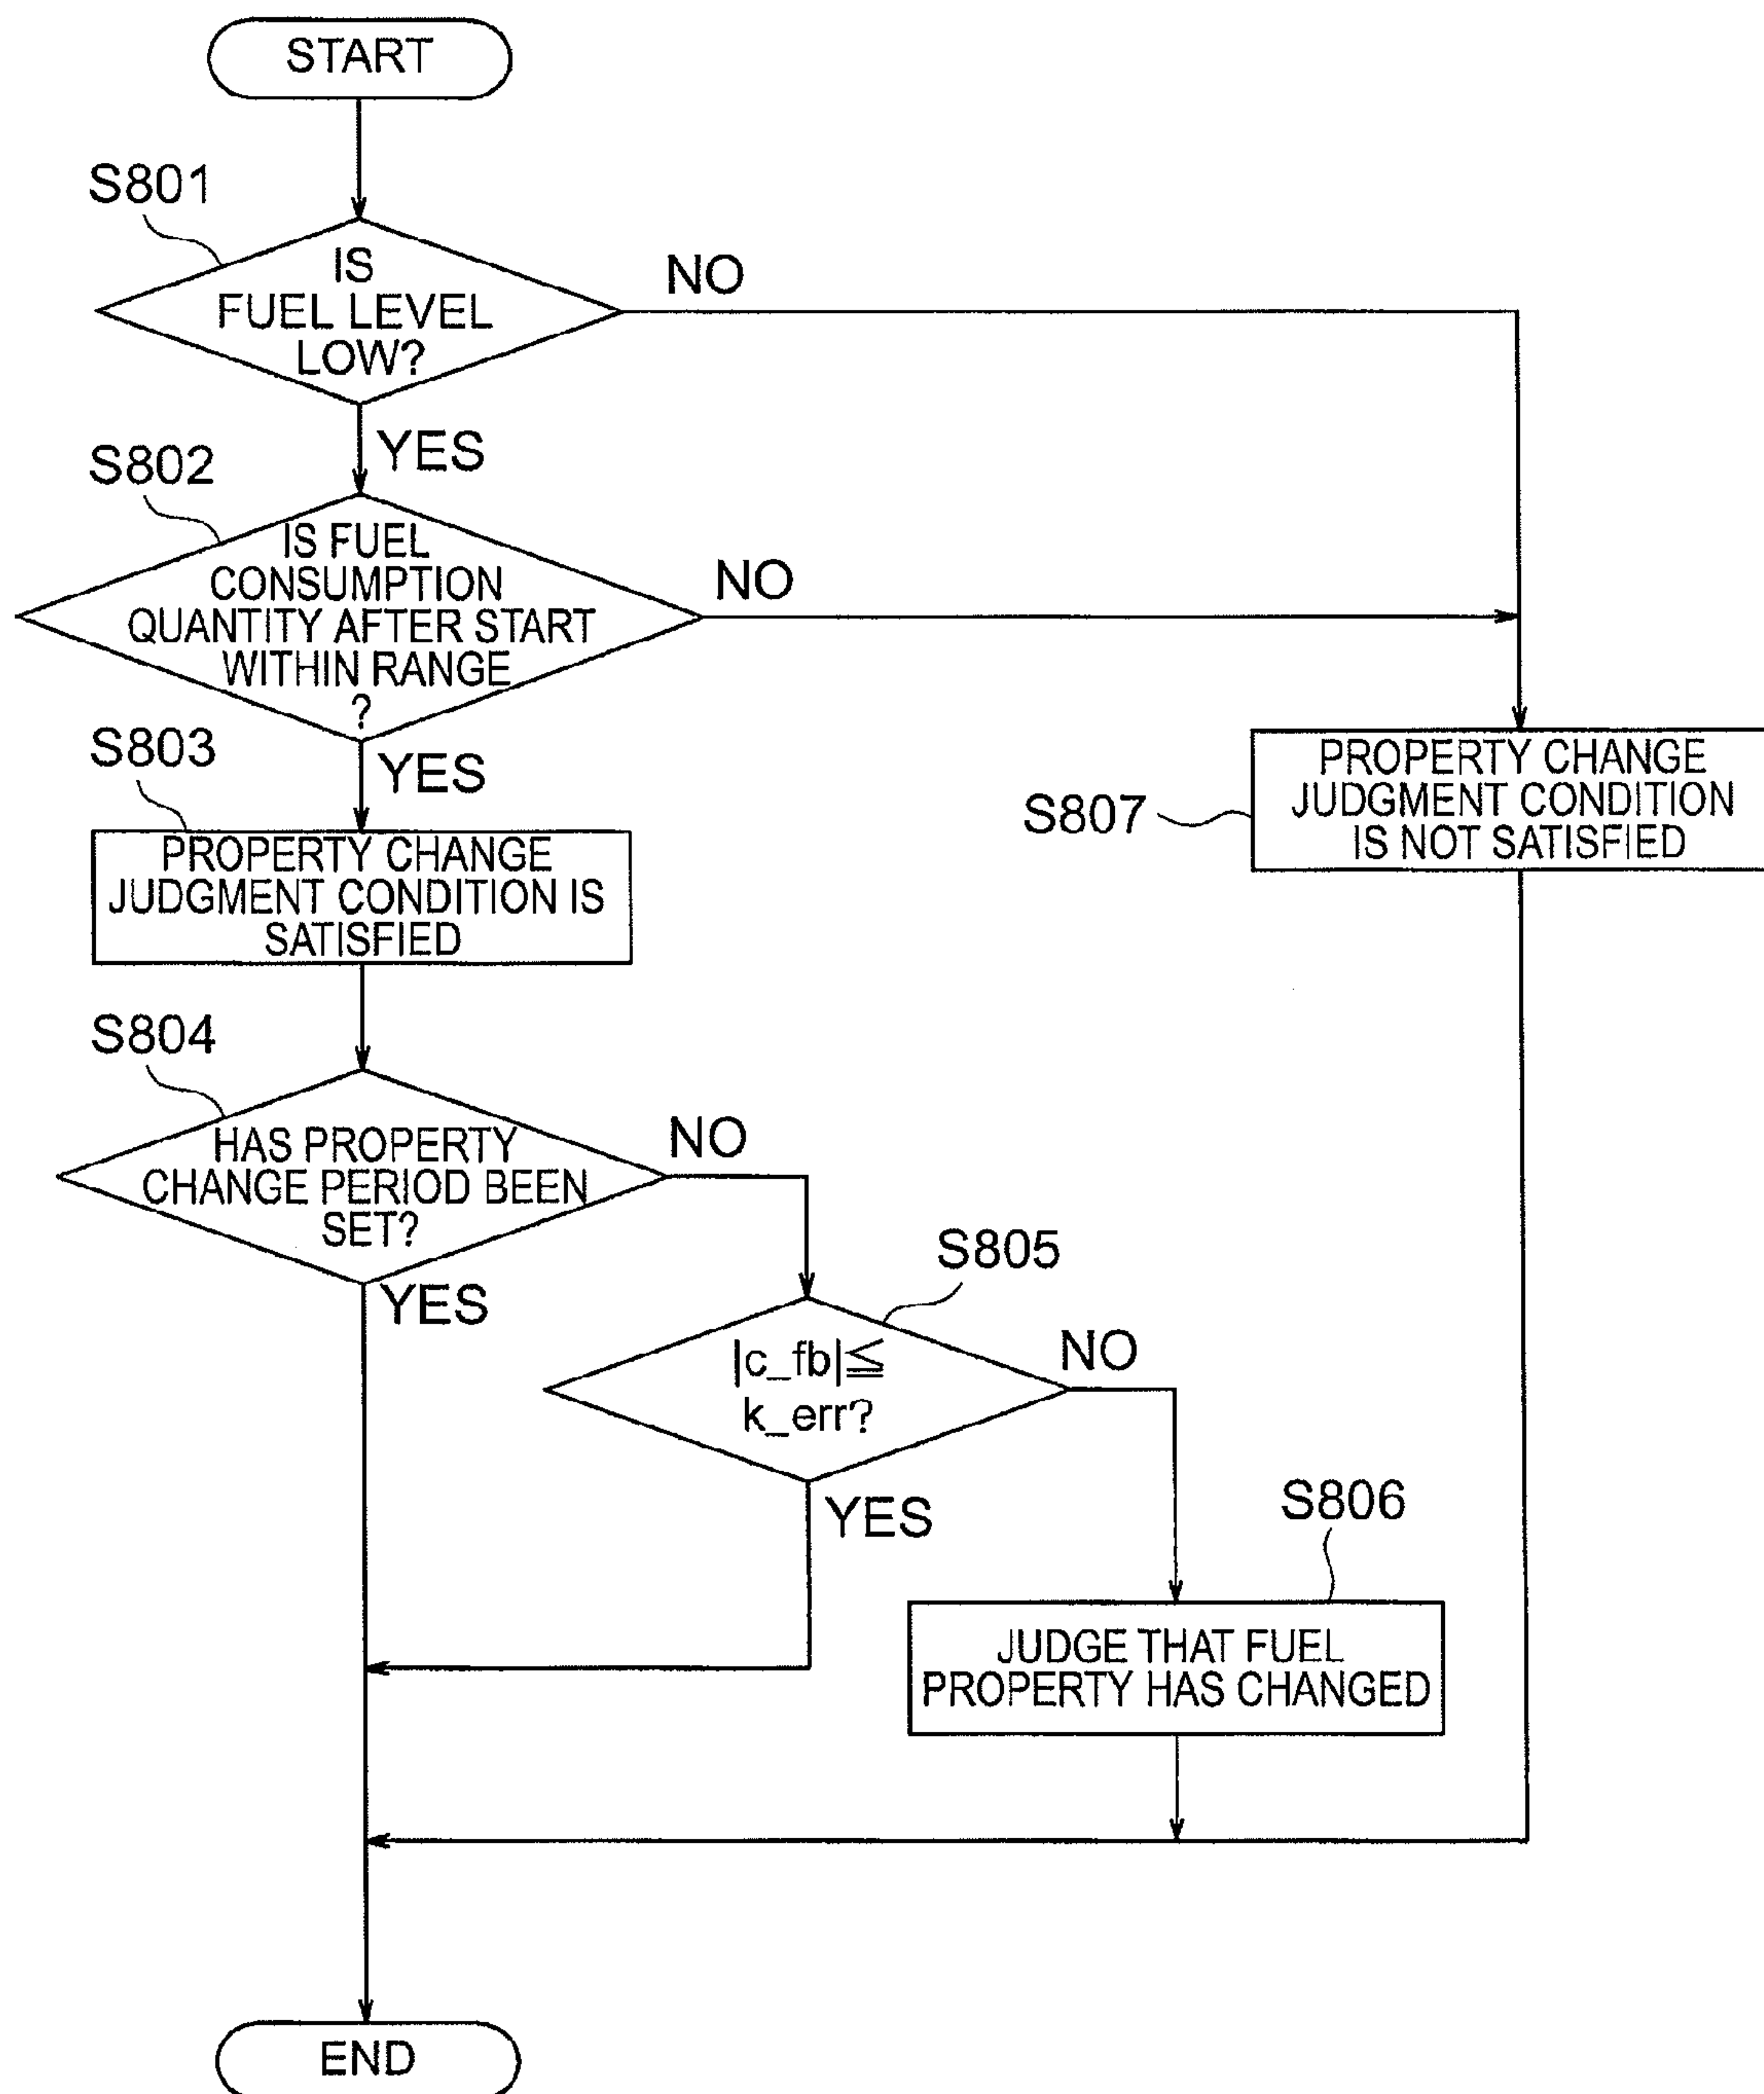 START
S801
IS
FUEL LEVEL
LOW?
NO
YES
S802
IS FUEL
CONSUMPTION
QUANTITY AFTER START
WITHIN RANGE
?
NO
YES
S803
PROPERTY CHANGE
JUDGMENT CONDITION IS
SATISFIED
S807
PROPERTY CHANGE
JUDGMENT CONDITION
IS NOT SATISFIED
S804
HAS PROPERTY
CHANGE PERIOD BEEN
SET?
NO
YES
S805
|c_fb|≦
k_err?
NO
YES
S806
JUDGE THAT FUEL
PROPERTY HAS CHANGED
END